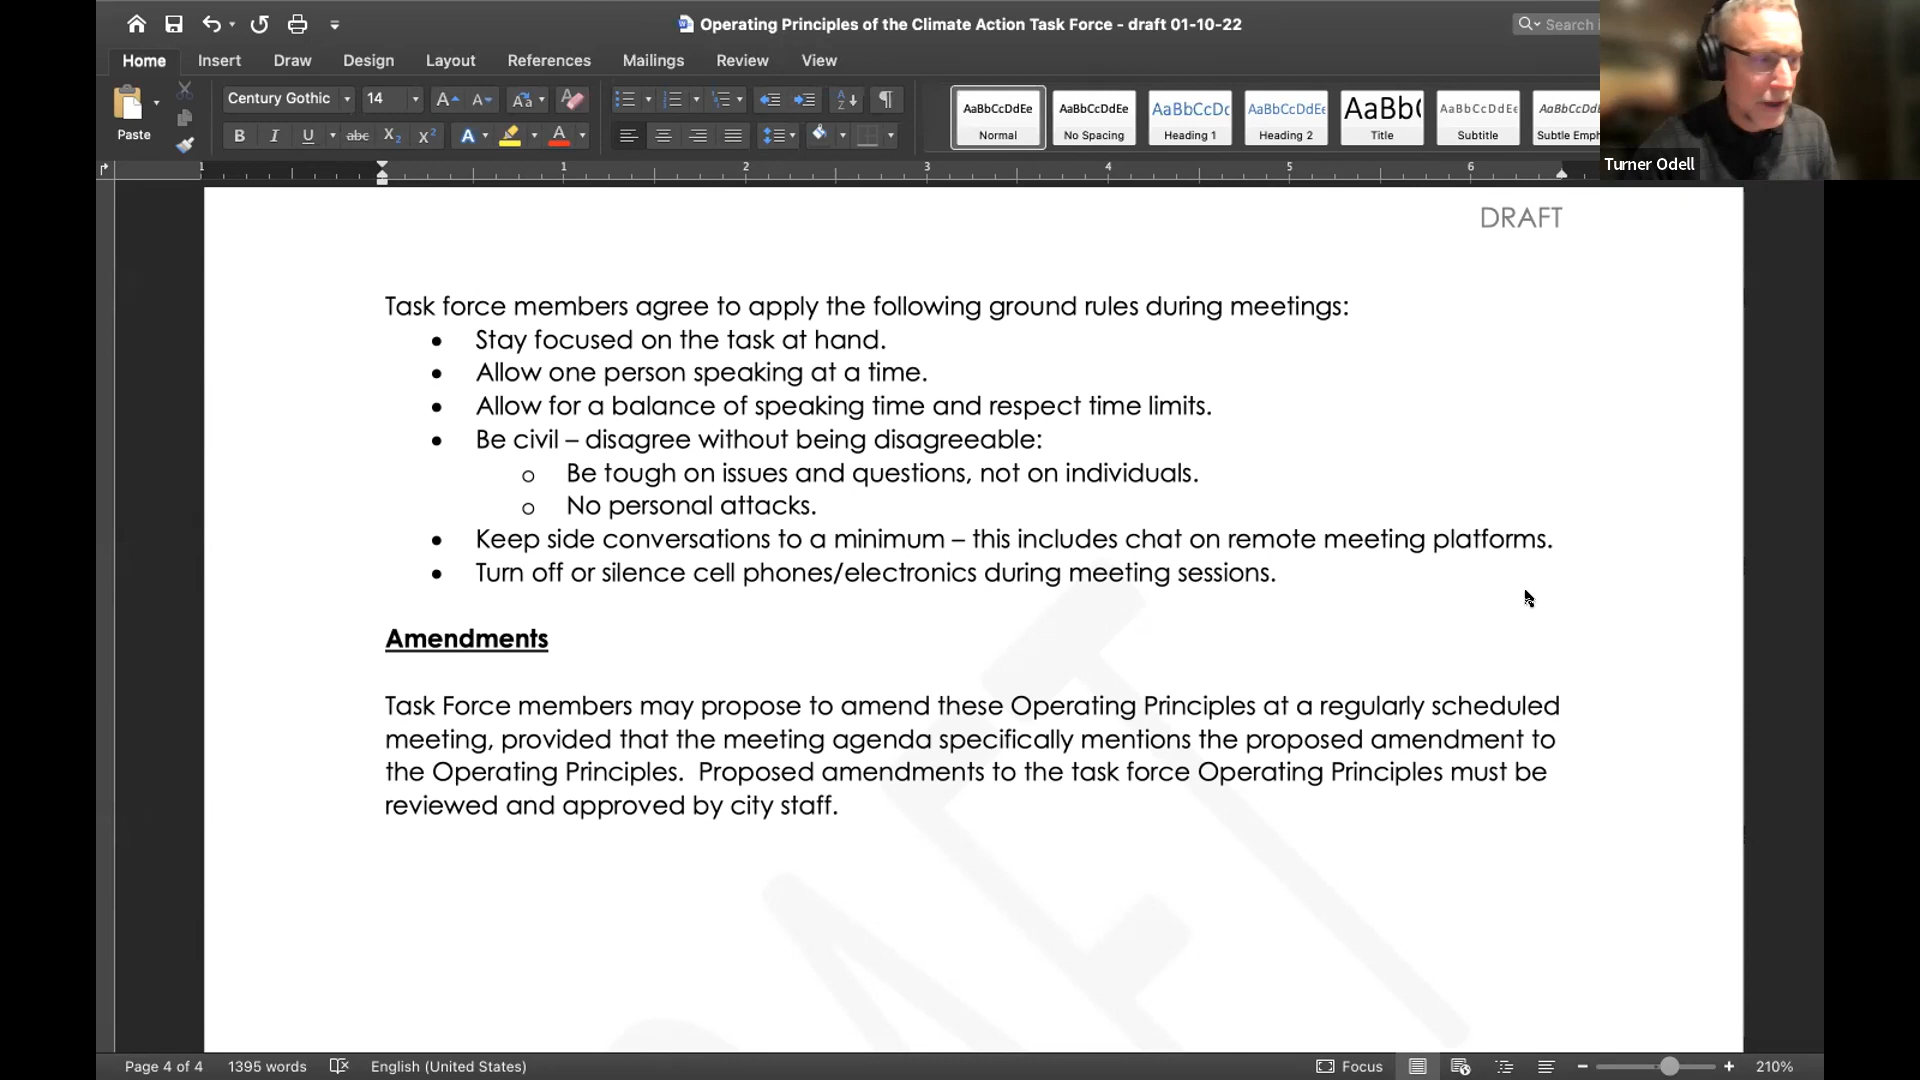 Operating Principles of the Climate Action Task Force - draft 01-10-22
Search i
Home Insert Draw Design Layout References Mailings Review View
Paste
Century Gothic 14
AaBbCcDdEe AaBbCcDdEe AaBbCcDc AaBbCcDdEe AaBb( AaBbCcDdEe AaBbCcDdEe
Normal No Spacing Heading 1 Heading 2 Title Subtitle Subtle Emph
Turner Odell
1 1 2 3 4 5 6
DRAFT
Task force members agree to apply the following ground rules during meetings:
• Stay focused on the task at hand.
• Allow one person speaking at a time.
• Allow for a balance of speaking time and respect time limits.
• Be civil – disagree without being disagreeable:
o Be tough on issues and questions, not on individuals.
o No personal attacks.
• Keep side conversations to a minimum – this includes chat on remote meeting platforms.
• Turn off or silence cell phones/electronics during meeting sessions.
Amendments
Task Force members may propose to amend these Operating Principles at a regularly scheduled
meeting, provided that the meeting agenda specifically mentions the proposed amendment to
the Operating Principles.  Proposed amendments to the task force Operating Principles must be
reviewed and approved by city staff.
Page 4 of 4 1395 words English (United States) Focus 210%